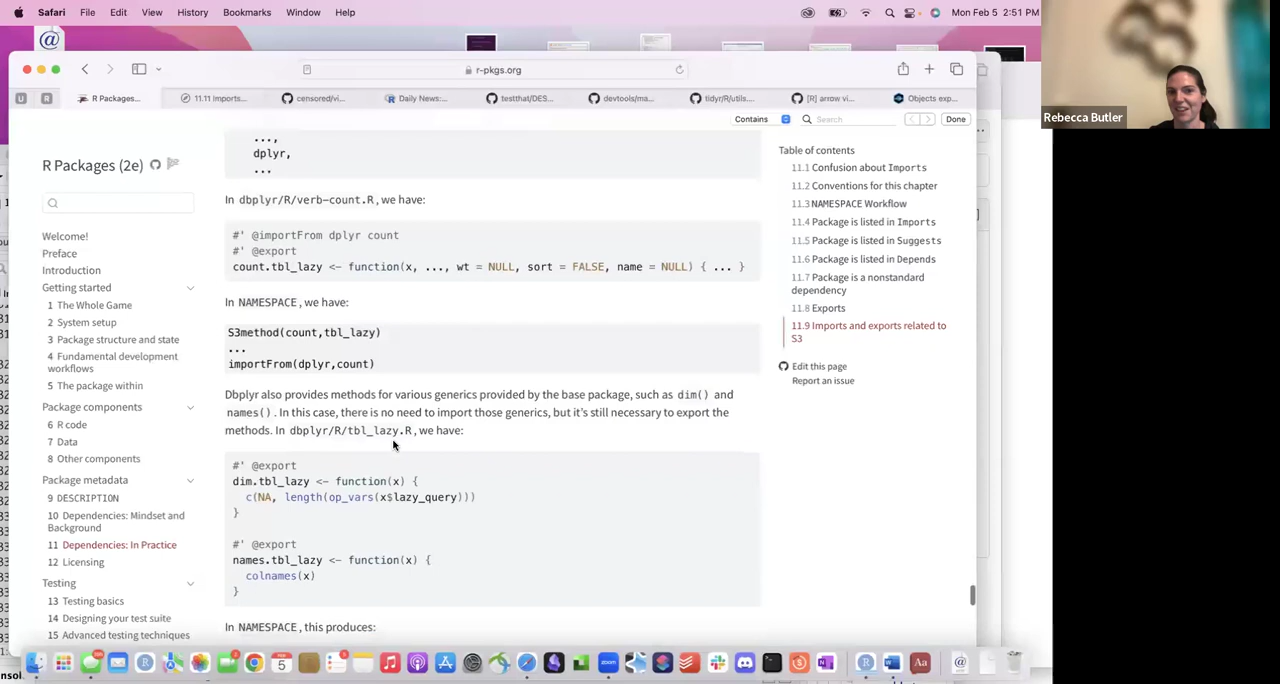 Safari File Edit View History Bookmarks Window Help
Mon Feb 5 2:51 PM
r-pkgs.org
U R R Packages... 11.11 Imports... censored/vi... Daily News:... testthat/DES... devtools/ma... tidyr/R/utils.... [R] arrow vi... Objects exp...
Contains Search Done
Rebecca Butler
R Packages (2e)
Welcome!
Preface
Introduction
Getting started
1 The Whole Game
2 System setup
3 Package structure and state
4 Fundamental development
workflows
5 The package within
Package components
6 R code
7 Data
8 Other components
Package metadata
9 DESCRIPTION
10 Dependencies: Mindset and
Background
11 Dependencies: In Practice
12 Licensing
Testing
13 Testing basics
14 Designing your test suite
15 Advanced testing techniques
...,
dplyr,
...
In dbplyr/R/verb-count.R, we have:
#' @importFrom dplyr count
#' @export
count.tbl_lazy <- function(x, ..., wt = NULL, sort = FALSE, name = NULL) { ... }
In NAMESPACE, we have:
S3method(count,tbl_lazy)
...
importFrom(dplyr,count)
Dbplyr also provides methods for various generics provided by the base package, such as dim() and
names(). In this case, there is no need to import those generics, but it's still necessary to export the
methods. In dbplyr/R/tbl_lazy.R, we have:
#' @export
dim.tbl_lazy <- function(x) {
c(NA, length(op_vars(x$lazy_query)))
}
#' @export
names.tbl_lazy <- function(x) {
colnames(x)
}
In NAMESPACE, this produces:
Table of contents
11.1 Confusion about Imports
11.2 Conventions for this chapter
11.3 NAMESPACE Workflow
11.4 Package is listed in Imports
11.5 Package is listed in Suggests
11.6 Package is listed in Depends
11.7 Package is a nonstandard
dependency
11.8 Exports
11.9 Imports and exports related to
S3
Edit this page
Report an issue